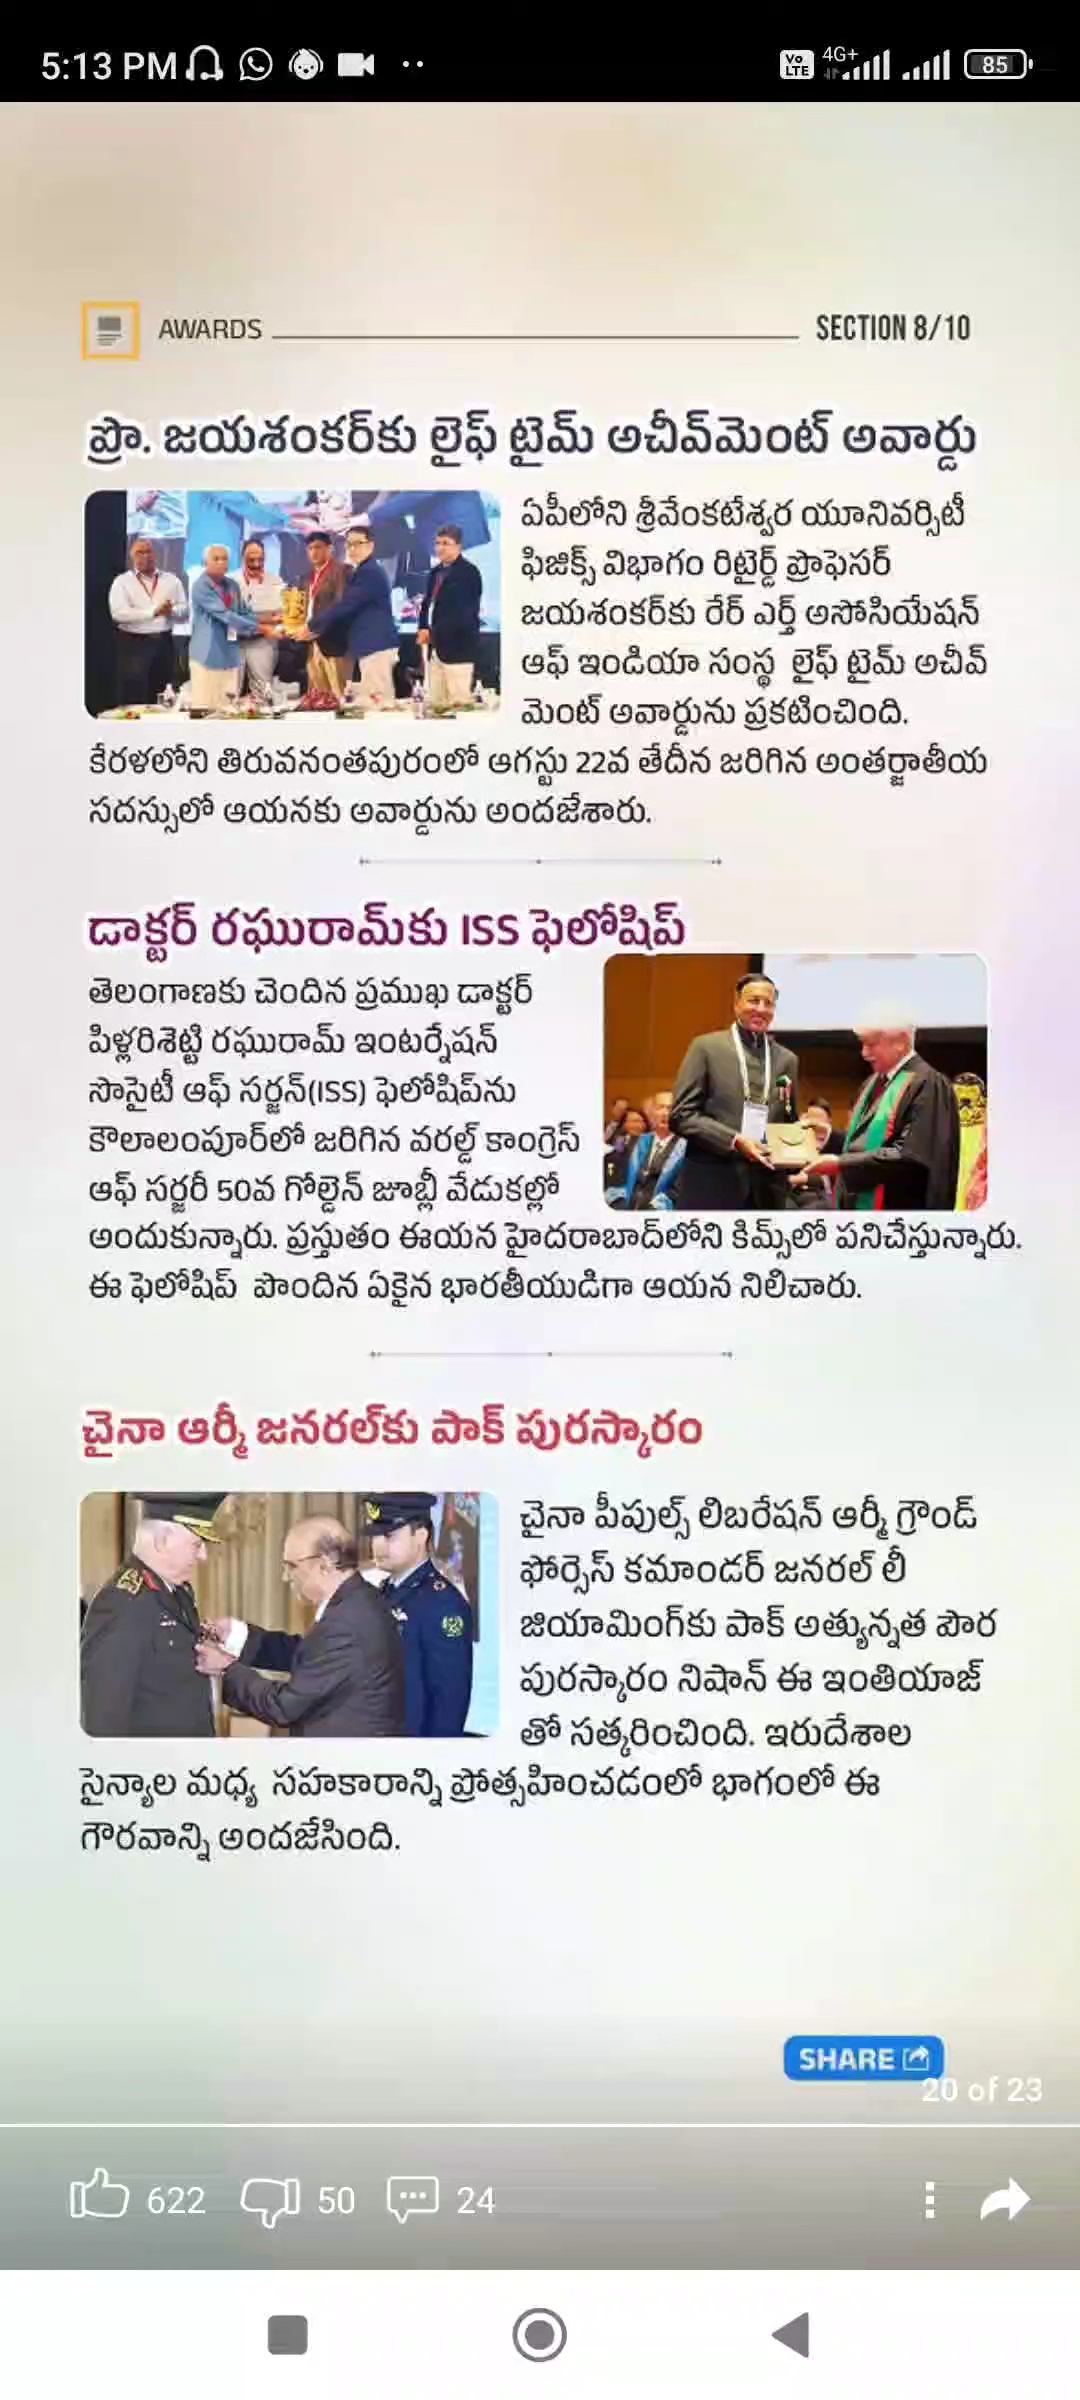 5:13 PM
Vo LTE 4G+ 85
AWARDS
SECTION 8/10
ప్రొ. జయశంకర్‌కు లైఫ్ టైమ్ అచీవ్‌మెంట్ అవార్డు
ఏపీలోని శ్రీవేంకటేశ్వర యూనివర్సిటీ
ఫిజిక్స్ విభాగం రిటైర్డ్ ప్రొఫెసర్
జయశంకర్‌కు రేర్ ఎర్త్ అసోసియేషన్
ఆఫ్ ఇండియా సంస్థ లైఫ్ టైమ్ అచీవ్
మెంట్ అవార్డును ప్రకటించింది.
కేరళలోని తిరువనంతపురంలో ఆగస్టు 22వ తేదీన జరిగిన అంతర్జాతీయ
సదస్సులో ఆయనకు అవార్డును అందజేశారు.
డాక్టర్ రఘురామ్‌కు ISS ఫెలోషిప్
తెలంగాణకు చెందిన ప్రముఖ డాక్టర్
పిళ్లరిశెట్టి రఘురామ్ ఇంటర్నేషన్
సొసైటీ ఆఫ్ సర్జన్(ISS) ఫెలోషిప్‌ను
కౌలాలంపూర్‌లో జరిగిన వరల్డ్ కాంగ్రెస్
ఆఫ్ సర్జరీ 50వ గోల్డెన్ జూబ్లీ వేడుకల్లో
అందుకున్నారు. ప్రస్తుతం ఈయన హైదరాబాద్‌లోని కిమ్స్‌లో పనిచేస్తున్నారు.
ఈ ఫెలోషిప్ పొందిన ఏకైన భారతీయుడిగా ఆయన నిలిచారు.
చైనా ఆర్మీ జనరల్‌కు పాక్ పురస్కారం
చైనా పీపుల్స్ లిబరేషన్ ఆర్మీ గ్రౌండ్
ఫోర్సెస్ కమాండర్ జనరల్ లీ
జియామింగ్‌కు పాక్ అత్యున్నత పౌర
పురస్కారం నిషాన్ ఈ ఇంతియాజ్
తో సత్కరించింది. ఇరుదేశాల
సైన్యాల మధ్య సహకారాన్ని ప్రోత్సహించడంలో భాగంలో ఈ
గౌరవాన్ని అందజేసింది.
SHARE
20 of 23
622 50 24